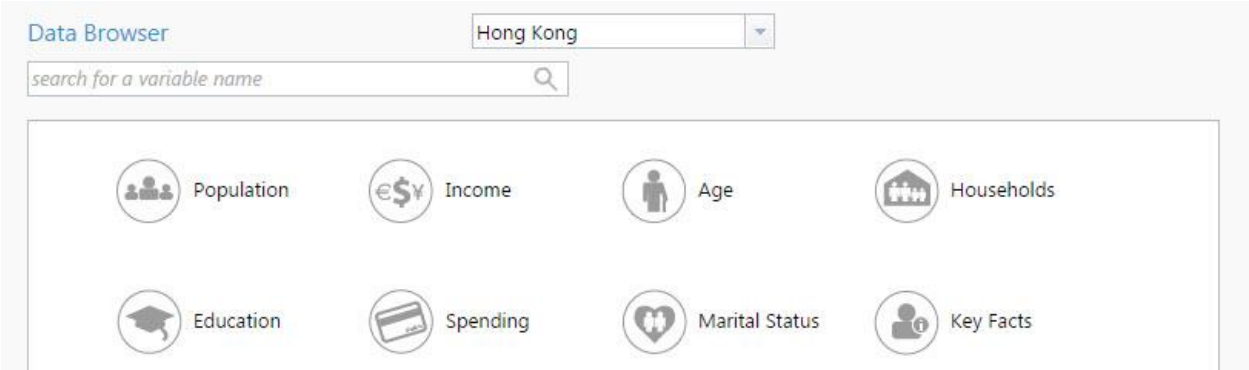 Data Browser
Hong Kong
search for a variable name
Population
€$¥ Income
Age
Households
Education
Spending
Marital Status
Key Facts